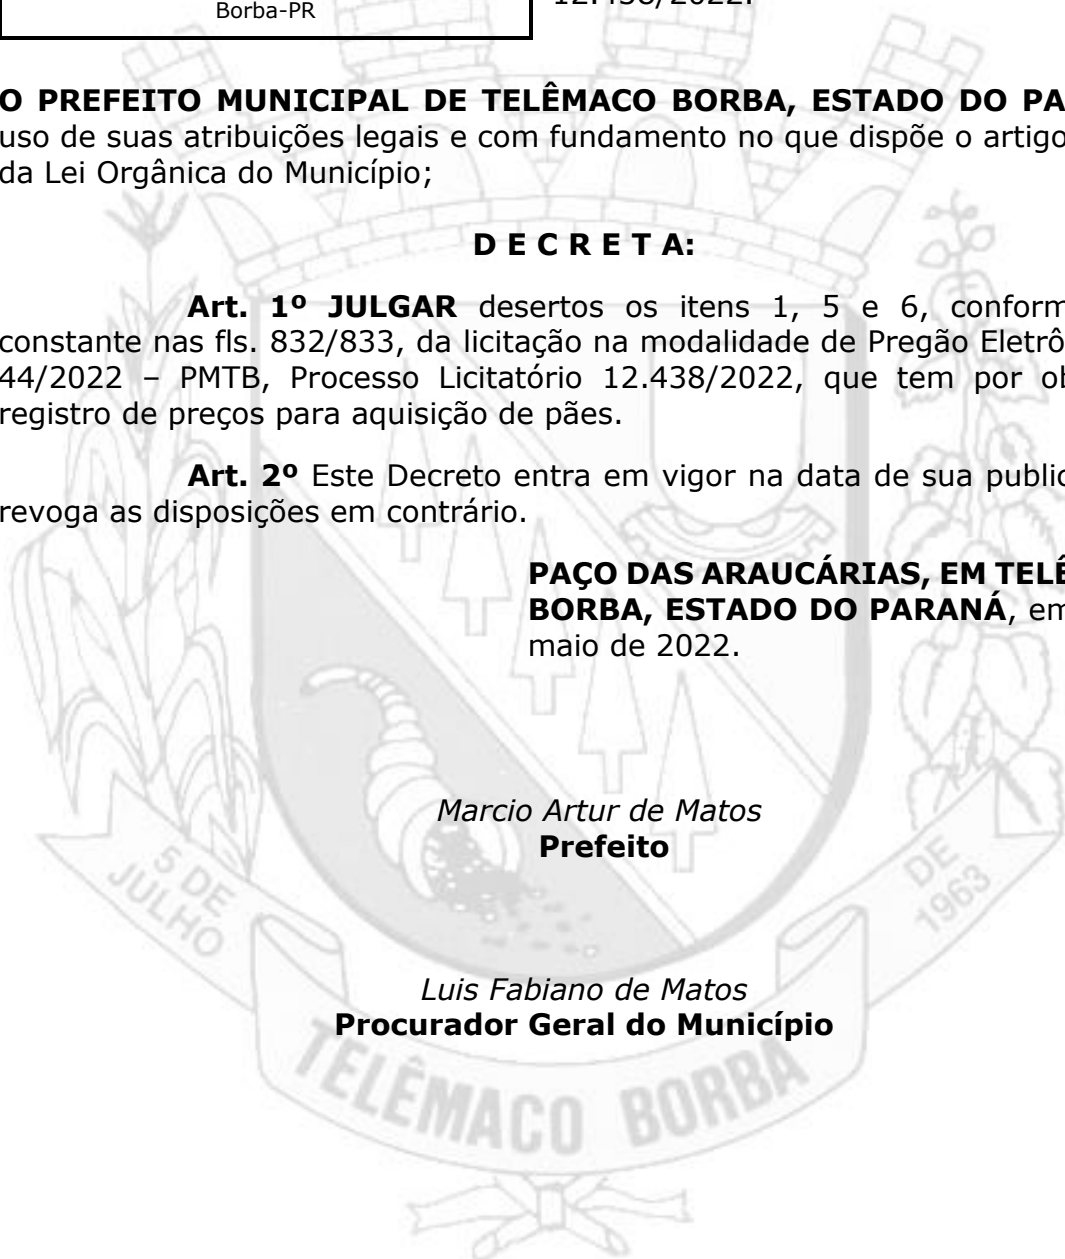 Borba-PR
12.438/2022.
O PREFEITO MUNICIPAL DE TELÊMACO BORBA, ESTADO DO PA
uso de suas atribuições legais e com fundamento no que dispõe o artigo
da Lei Orgânica do Município;
D E C R E T A:
Art. 1º JULGAR desertos os itens 1, 5 e 6, conform
constante nas fls. 832/833, da licitação na modalidade de Pregão Eletrô
44/2022 – PMTB, Processo Licitatório 12.438/2022, que tem por ob
registro de preços para aquisição de pães.
Art. 2º Este Decreto entra em vigor na data de sua public
revoga as disposições em contrário.
PAÇO DAS ARAUCÁRIAS, EM TELÊ
BORBA, ESTADO DO PARANÁ, em
maio de 2022.
Marcio Artur de Matos
Prefeito
5 DE
JULHO
DE
1963
Luis Fabiano de Matos
Procurador Geral do Município
TELÊMACO BORBA